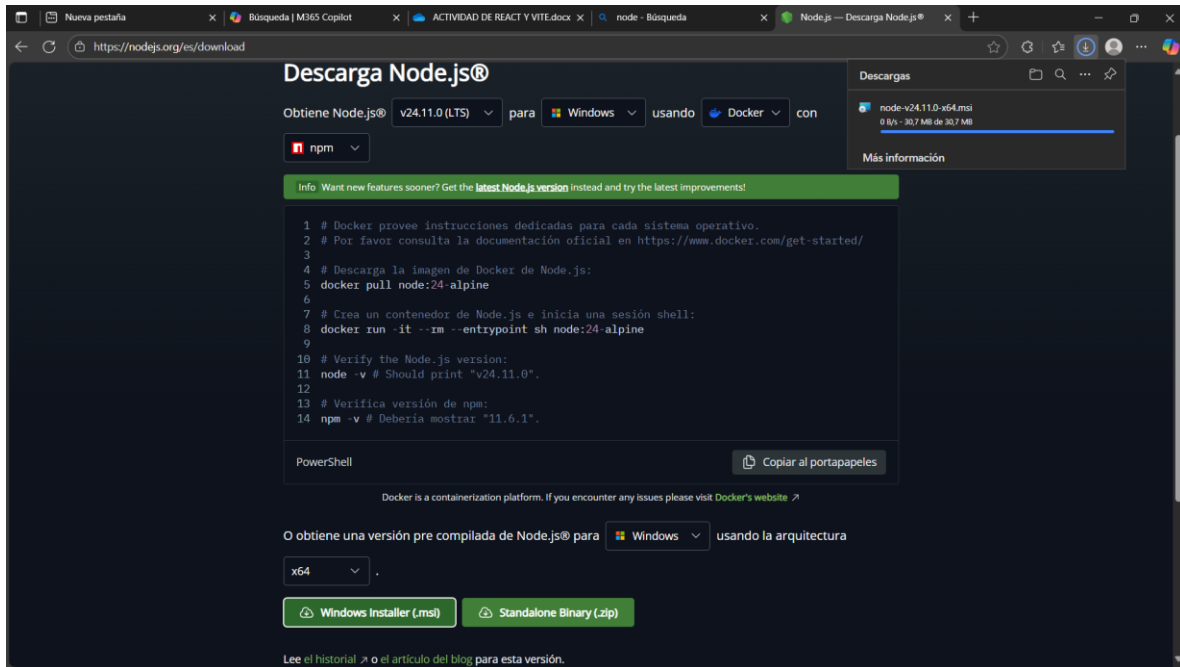 Nueva pestaña
Búsqueda | M365 Copilot
ACTIVIDAD DE REACT Y VITE.docx
node - Búsqueda
Node.js — Descarga Node.js®
https://nodejs.org/es/download
Descargas
node-v24.11.0-x64.msi
0 B/s - 30,7 MB de 30,7 MB
Más información
Descarga Node.js®
Obtiene Node.js® v24.11.0 (LTS) para Windows usando Docker con
npm
Info Want new features sooner? Get the latest Node.js version instead and try the latest improvements!
1 # Docker provee instrucciones dedicadas para cada sistema operativo.
2 # Por favor consulta la documentación oficial en https://www.docker.com/get-started/
3
4 # Descarga la imagen de Docker de Node.js:
5 docker pull node:24-alpine
6
7 # Crea un contenedor de Node.js e inicia una sesión shell:
8 docker run -it --rm --entrypoint sh node:24-alpine
9
10 # Verify the Node.js version:
11 node -v # Should print "v24.11.0".
12
13 # Verifica versión de npm:
14 npm -v # Debería mostrar "11.6.1".
PowerShell
Copiar al portapapeles
Docker is a containerization platform. If you encounter any issues please visit Docker's website ↗
O obtiene una versión pre compilada de Node.js® para Windows usando la arquitectura
x64 .
Windows Installer (.msi)
Standalone Binary (.zip)
Lee el historial ↗ o el artículo del blog para esta versión.